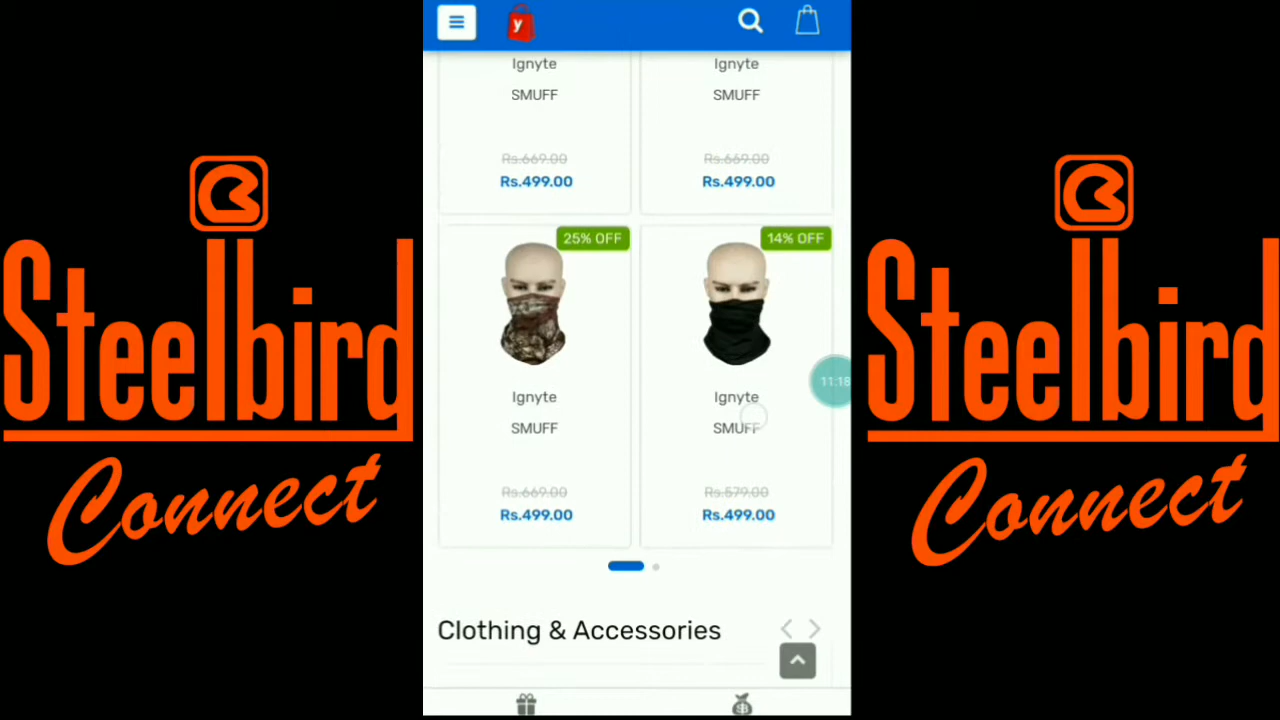 y
Ignyte
SMUFF
Rs.669.00
Rs.499.00
Ignyte
SMUFF
Rs.669.00
Rs.499.00
25% OFF
Ignyte
SMUFF
Rs.669.00
Rs.499.00
14% OFF
Ignyte
SMUFF
Rs.579.00
Rs.499.00
11:18
Clothing & Accessories
Steelbird
Connect
Steelbird
Connect